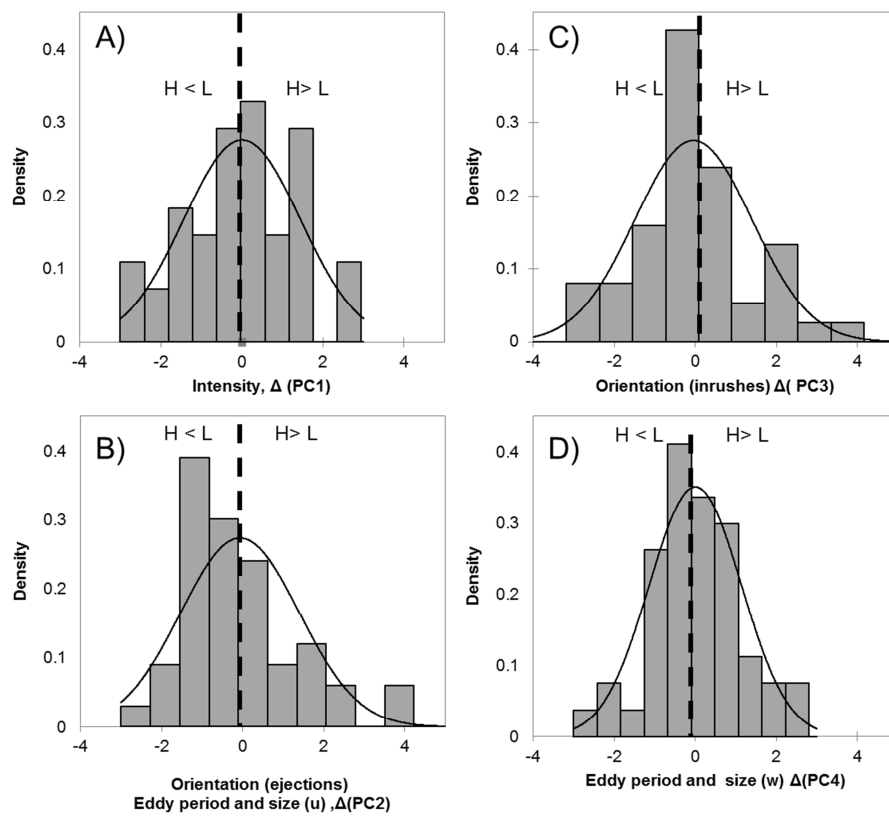 A)
H < L
H> L
0.4
0.3
0.2
0.1
0
Density
-4
-2
0
2
4
Intensity, Δ (PC1)
C)
H < L
H> L
0.4
0.3
0.2
0.1
0
Density
-4
-2
0
2
4
Orientation (inrushes) Δ( PC3)
B)
H < L
H> L
0.4
0.3
0.2
0.1
0
Density
-4
-2
0
2
4
Orientation (ejections)
Eddy period and size (u) ,Δ(PC2)
D)
H < L
H> L
0.4
0.3
0.2
0.1
0
Density
-4
-2
0
2
4
Eddy period and size (w) Δ(PC4)